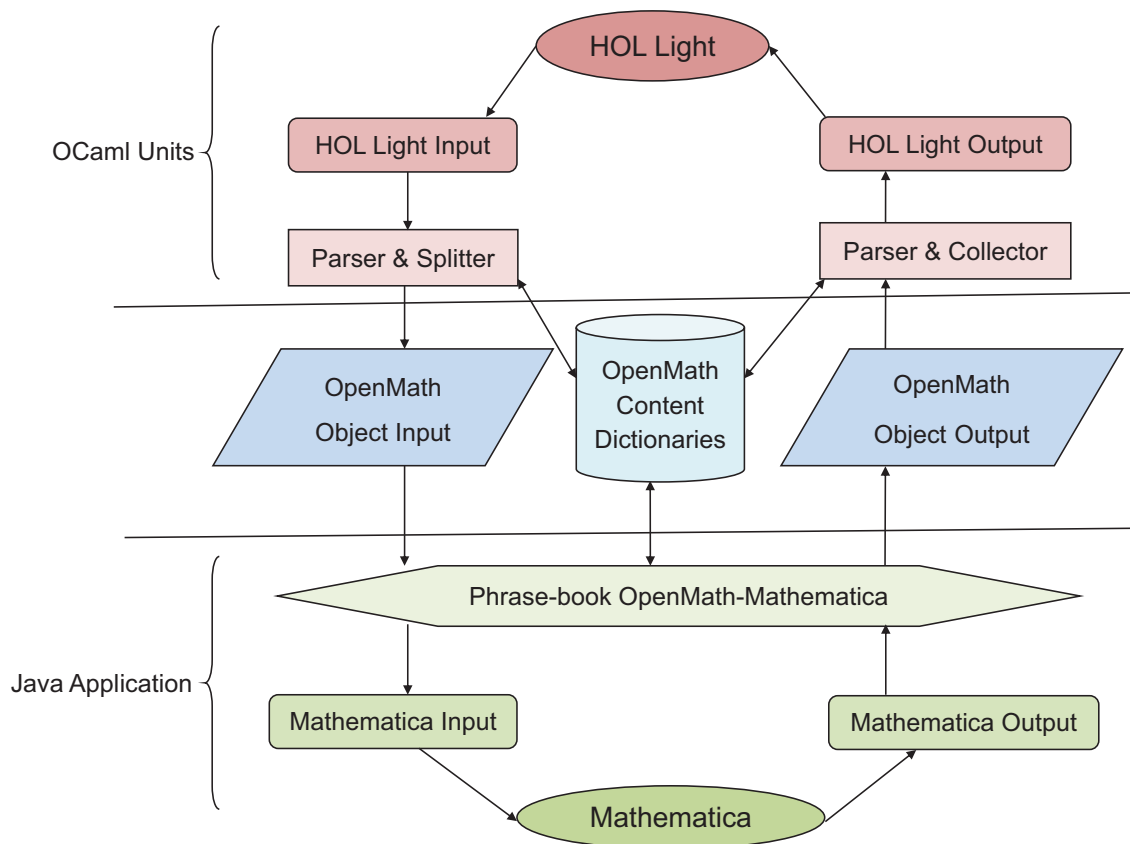 HOL Light
OCaml Units
HOL Light Input
HOL Light Output
Parser & Splitter
Parser & Collector
OpenMath
Object Input
OpenMath
Content
Dictionaries
OpenMath
Object Output
Phrase-book OpenMath-Mathematica
Java Application
Mathematica Input
Mathematica Output
Mathematica